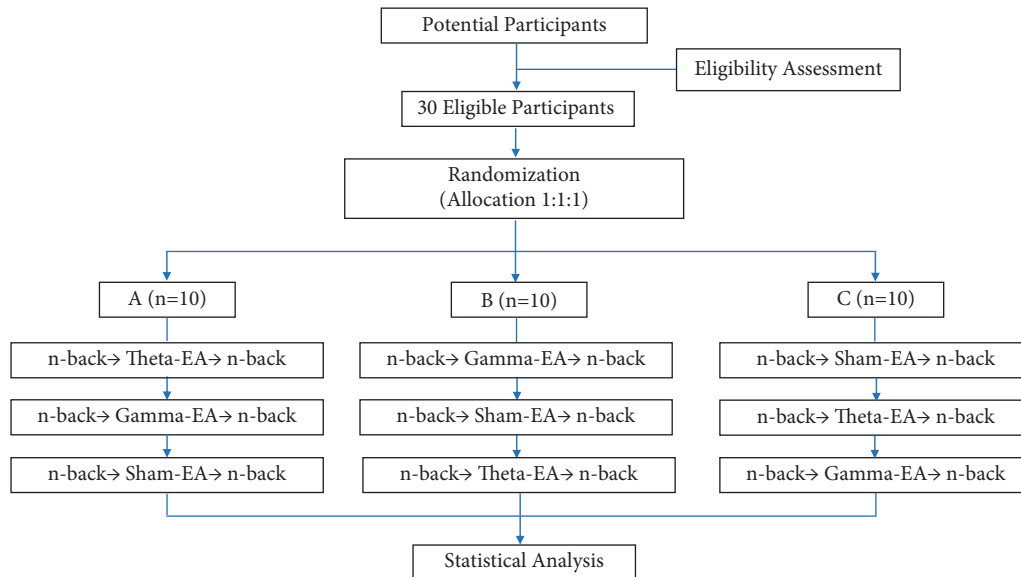 Potential Participants
Eligibility Assessment
30 Eligible Participants
Randomization
(Allocation 1:1:1)
A (n=10)
B (n=10)
C (n=10)
n-back→ Theta-EA→ n-back
n-back→ Gamma-EA→ n-back
n-back→ Sham-EA→ n-back
n-back→ Gamma-EA→ n-back
n-back→ Sham-EA→ n-back
n-back→ Theta-EA→ n-back
n-back→ Sham-EA→ n-back
n-back→ Theta-EA→ n-back
n-back→ Gamma-EA→ n-back
Statistical Analysis